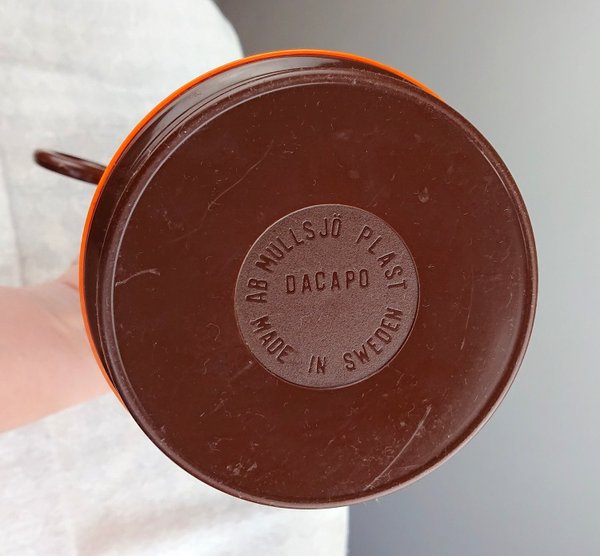 AB MULLSJÖ PLAST
DACAPO
MADE IN SWEDEN